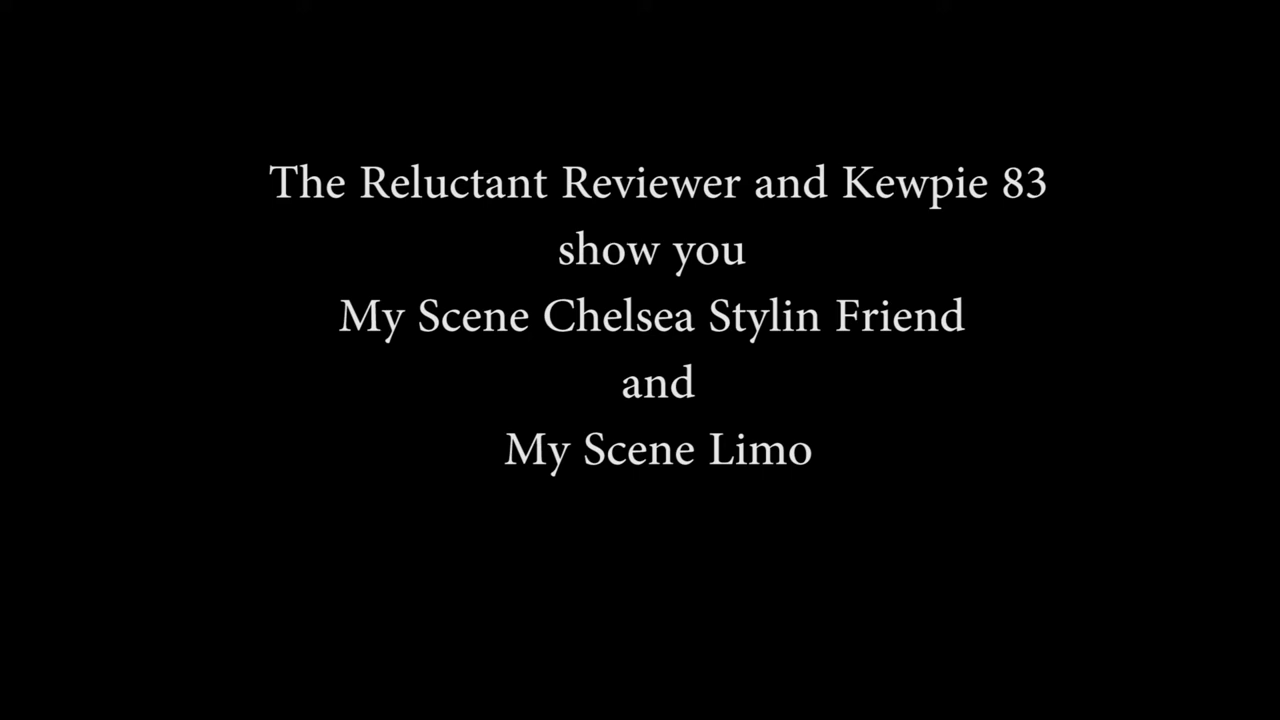 The Reluctant Reviewer and Kewpie 83
show you
My Scene Chelsea Stylin Friend
and
My Scene Limo